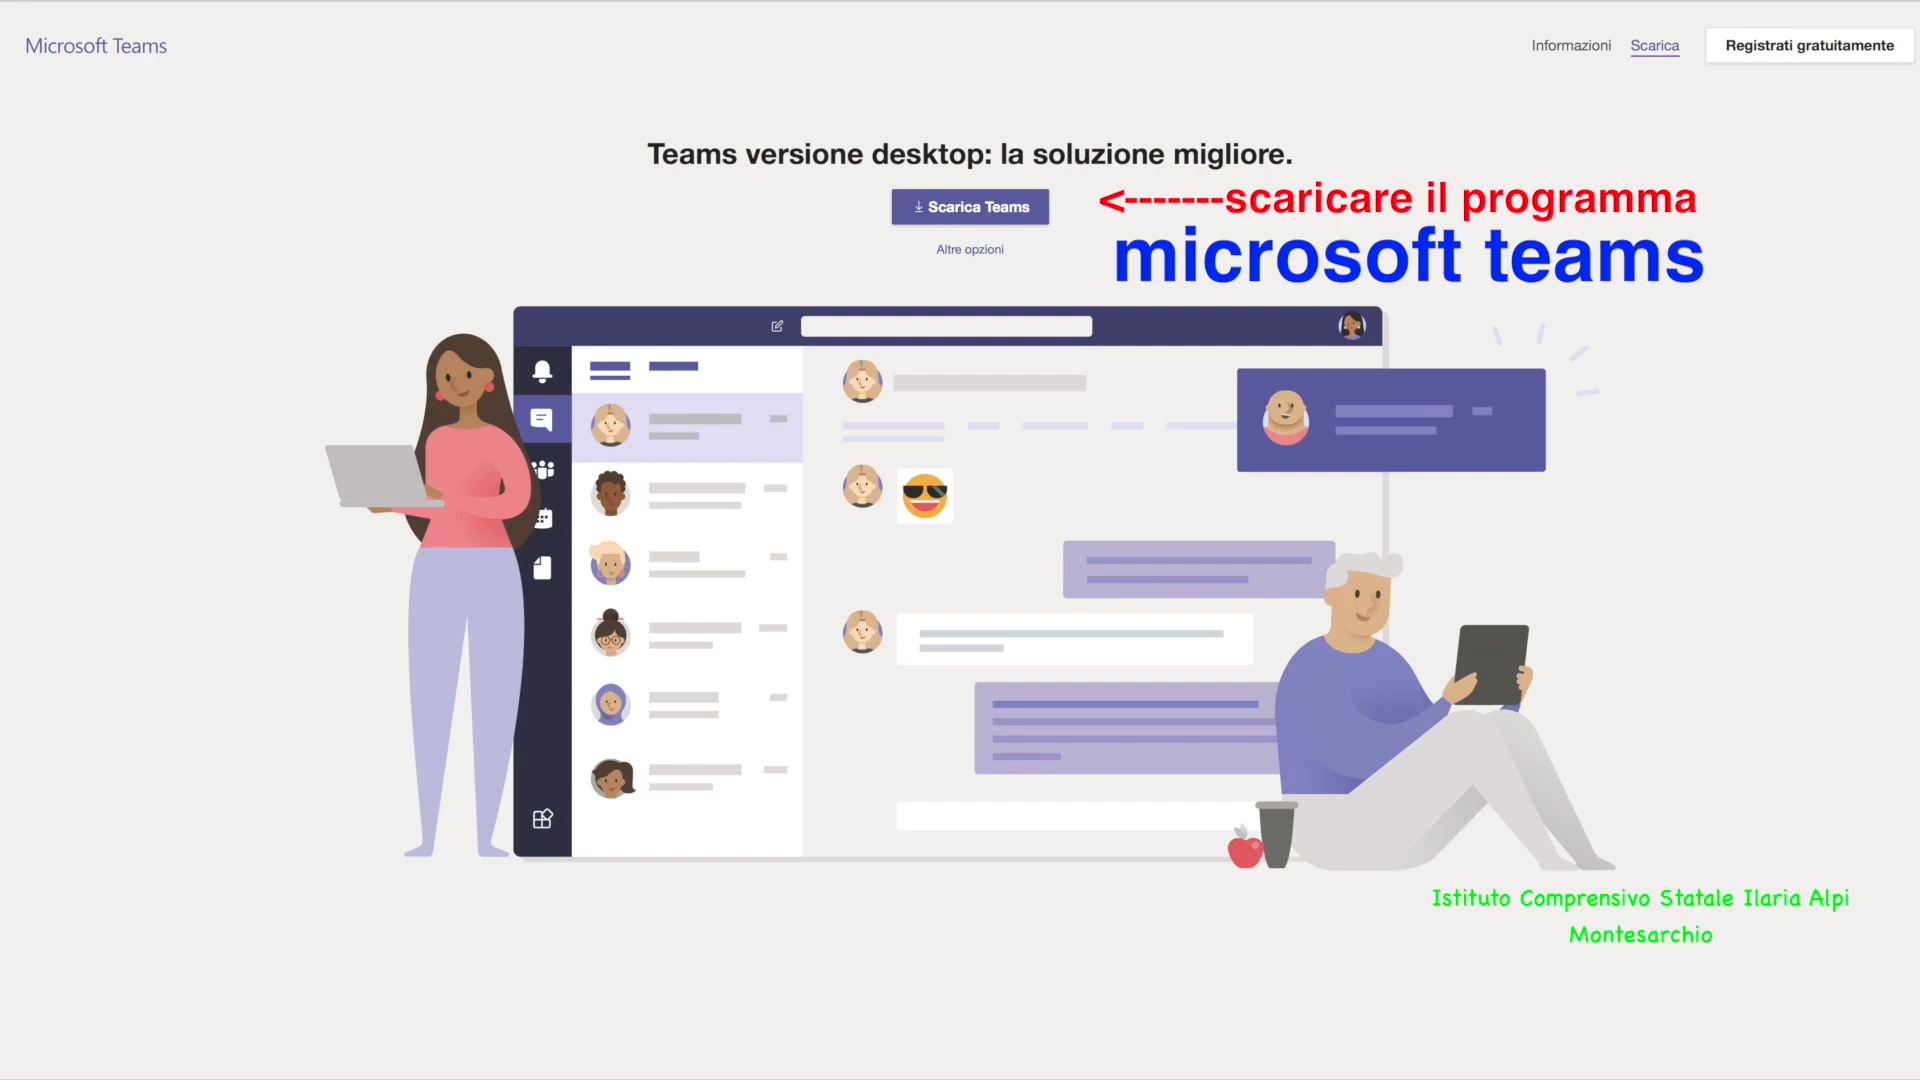 Microsoft Teams
Informazioni
Scarica
Registrati gratuitamente
Teams versione desktop: la soluzione migliore.
Scarica Teams
<-------scaricare il programma
microsoft teams
Altre opzioni
Istituto Comprensivo Statale Ilaria Alpi
Montesarchio